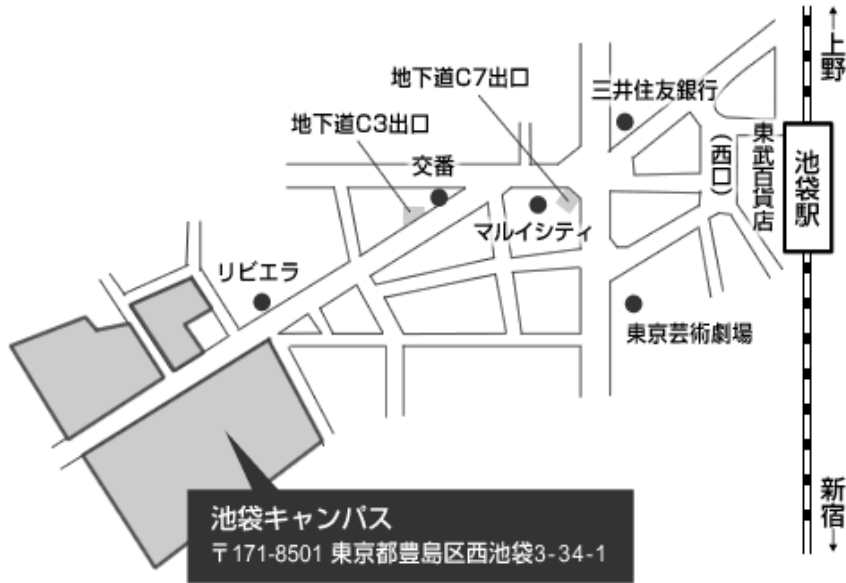 上野
地下道C7出口
三井住友銀行
地下道C3出口
東武百貨店
(西口)
池袋駅
交番
マルイシティ
リビエラ
東京芸術劇場
新宿
池袋キャンパス
〒171-8501 東京都豊島区西池袋3-34-1